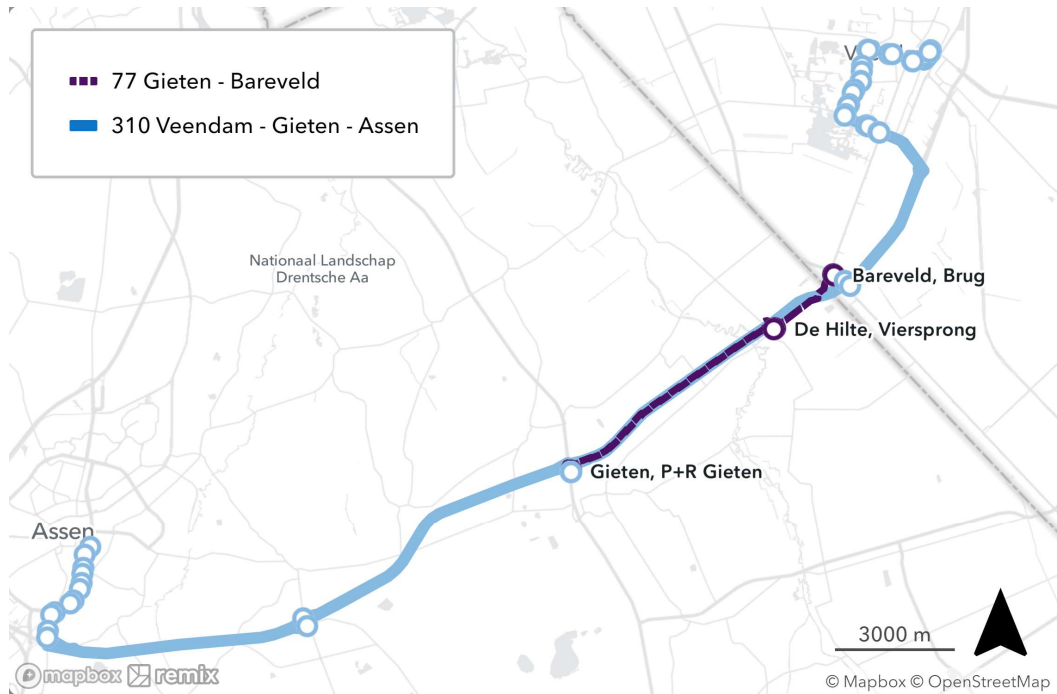 77 Gieten - Bareveld
310 Veendam - Gieten - Assen
Nationaal Landschap
Drentsche Aa
Bareveld, Brug
De Hilte, Viersprong
Gieten, P+R Gieten
Assen
3000 m
mapbox remix
© Mapbox © OpenStreetMap